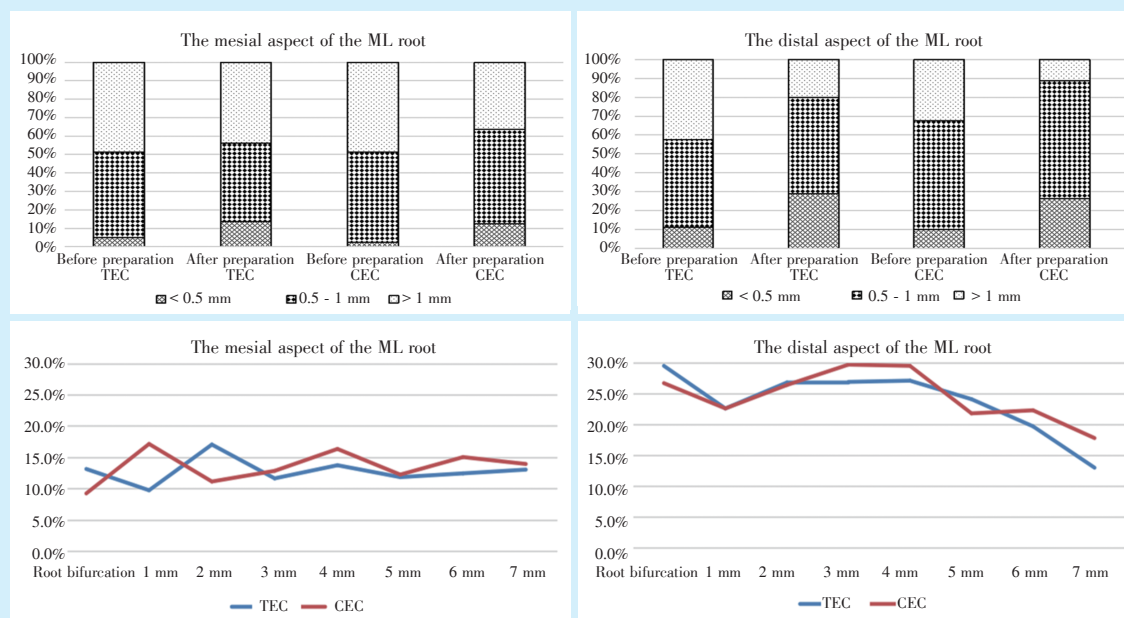 The mesial aspect of the ML root
100%
90%
80%
70%
60%
50%
40%
30%
20%
10%
0%
Before preparation After preparation Before preparation After preparation
TEC TEC CEC CEC
< 0.5 mm 0.5 - 1 mm > 1 mm
The distal aspect of the ML root
100%
90%
80%
70%
60%
50%
40%
30%
20%
10%
0%
Before preparation After preparation Before preparation After preparation
TEC TEC CEC CEC
< 0.5 mm 0.5 - 1 mm > 1 mm
The mesial aspect of the ML root
30.0%
25.0%
20.0%
15.0%
10.0%
5.0%
0.0%
Root bifurcation 1 mm 2 mm 3 mm 4 mm 5 mm 6 mm 7 mm
TEC CEC
The distal aspect of the ML root
30.0%
25.0%
20.0%
15.0%
10.0%
5.0%
0.0%
Root bifurcation 1 mm 2 mm 3 mm 4 mm 5 mm 6 mm 7 mm
TEC CEC